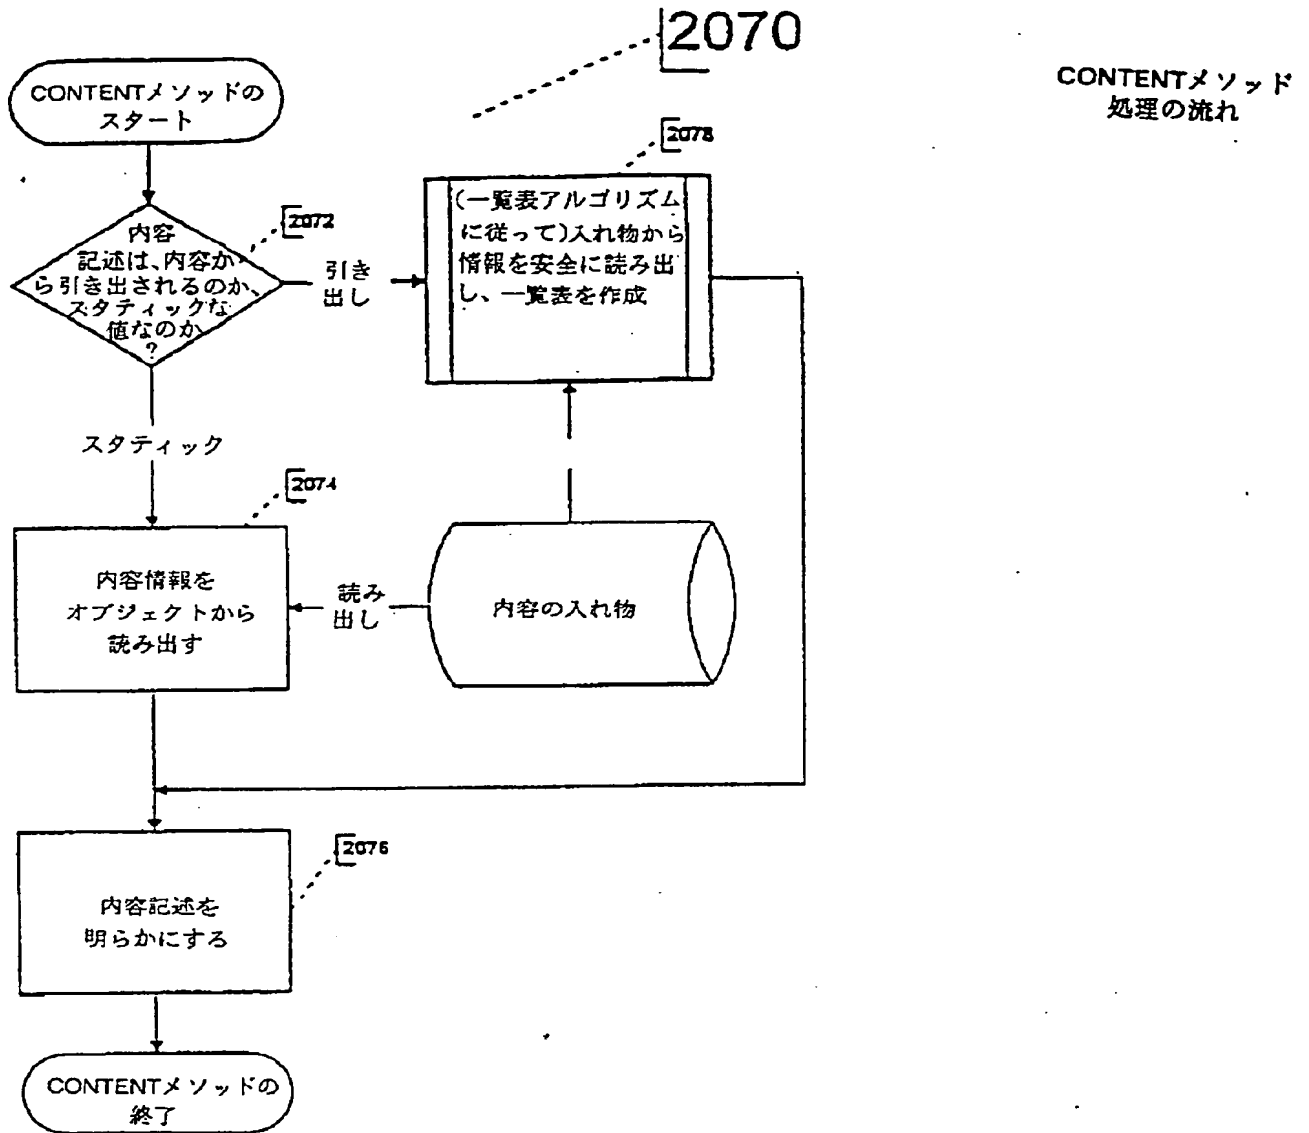 2070
CONTENTメソッド
処理の流れ
CONTENTメソッドの
スタート
2078
(一覧表アルゴリズム
に従って)入れ物から
情報を安全に読み出
し、一覧表を作成
2072
内容
記述は、内容か
ら引き出されるのか、
スタティックな
値なのか
?
引き
出し
スタティック
2074
内容情報を
オブジェクトから
読み出す
読み
出し
内容の入れ物
2076
内容記述を
明らかにする
CONTENTメソッドの
終了